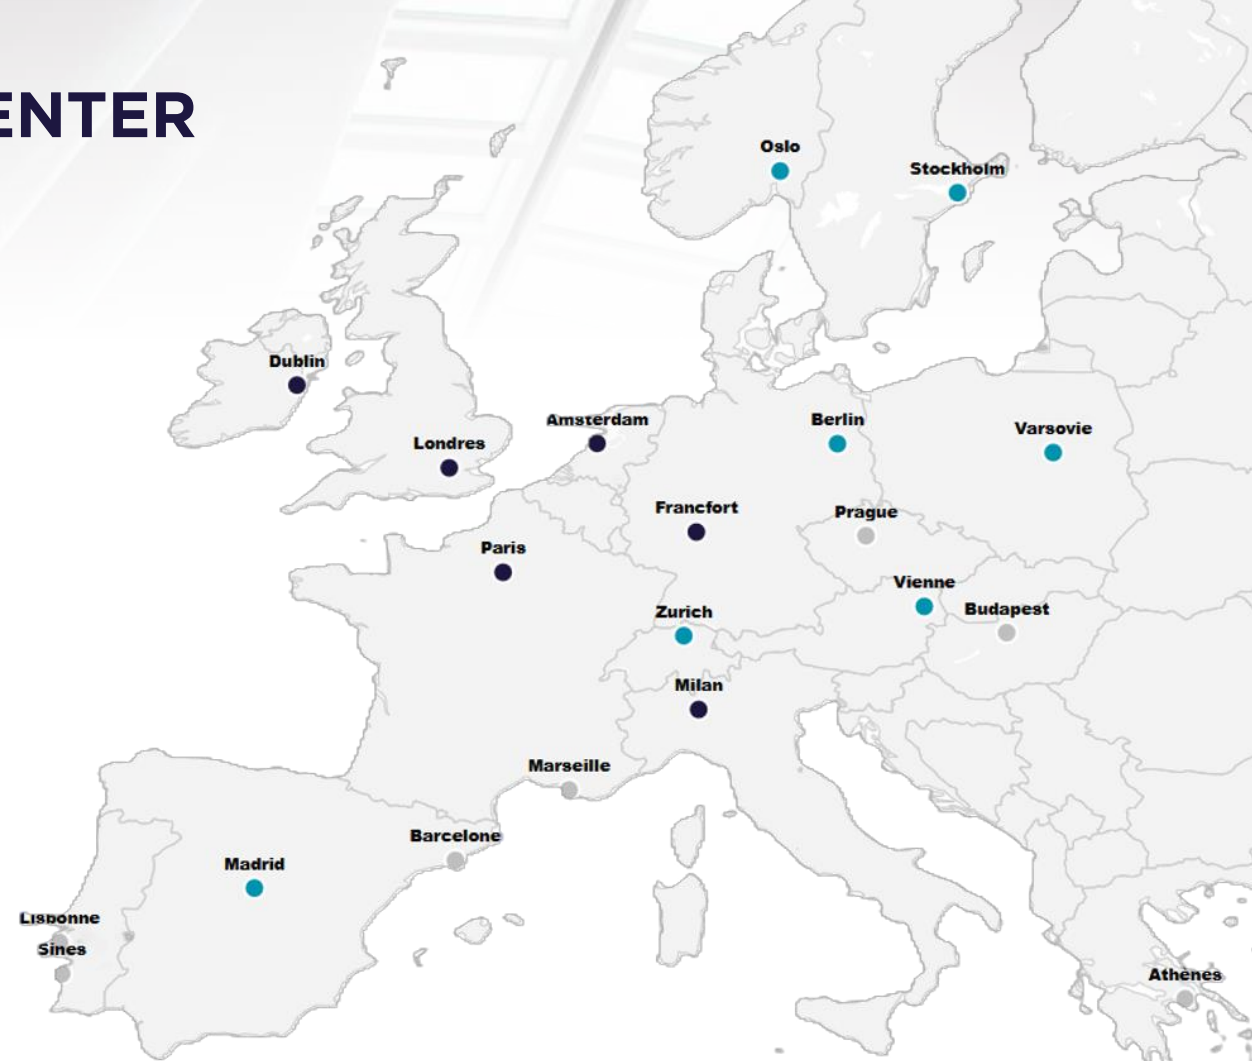 ENTER
Oslo
Stockholm
Dublin
Londres
Amsterdam
Berlin
Varsovie
Francfort
Prague
Paris
Vienne
Budapest
Zurich
Milan
Marseille
Barcelone
Madrid
Lisbonne
Sines
Athènes